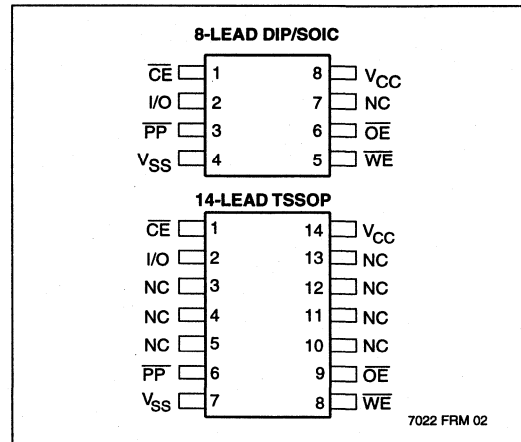 8-LEAD DIP/SOIC
CE 1 8 VCC
I/O 2 7 NC
PP 3 6 OE
VSS 4 5 WE
14-LEAD TSSOP
CE 1 14 VCC
I/O 2 13 NC
NC 3 12 NC
NC 4 11 NC
NC 5 10 NC
PP 6 9 OE
VSS 7 8 WE
7022 FRM 02